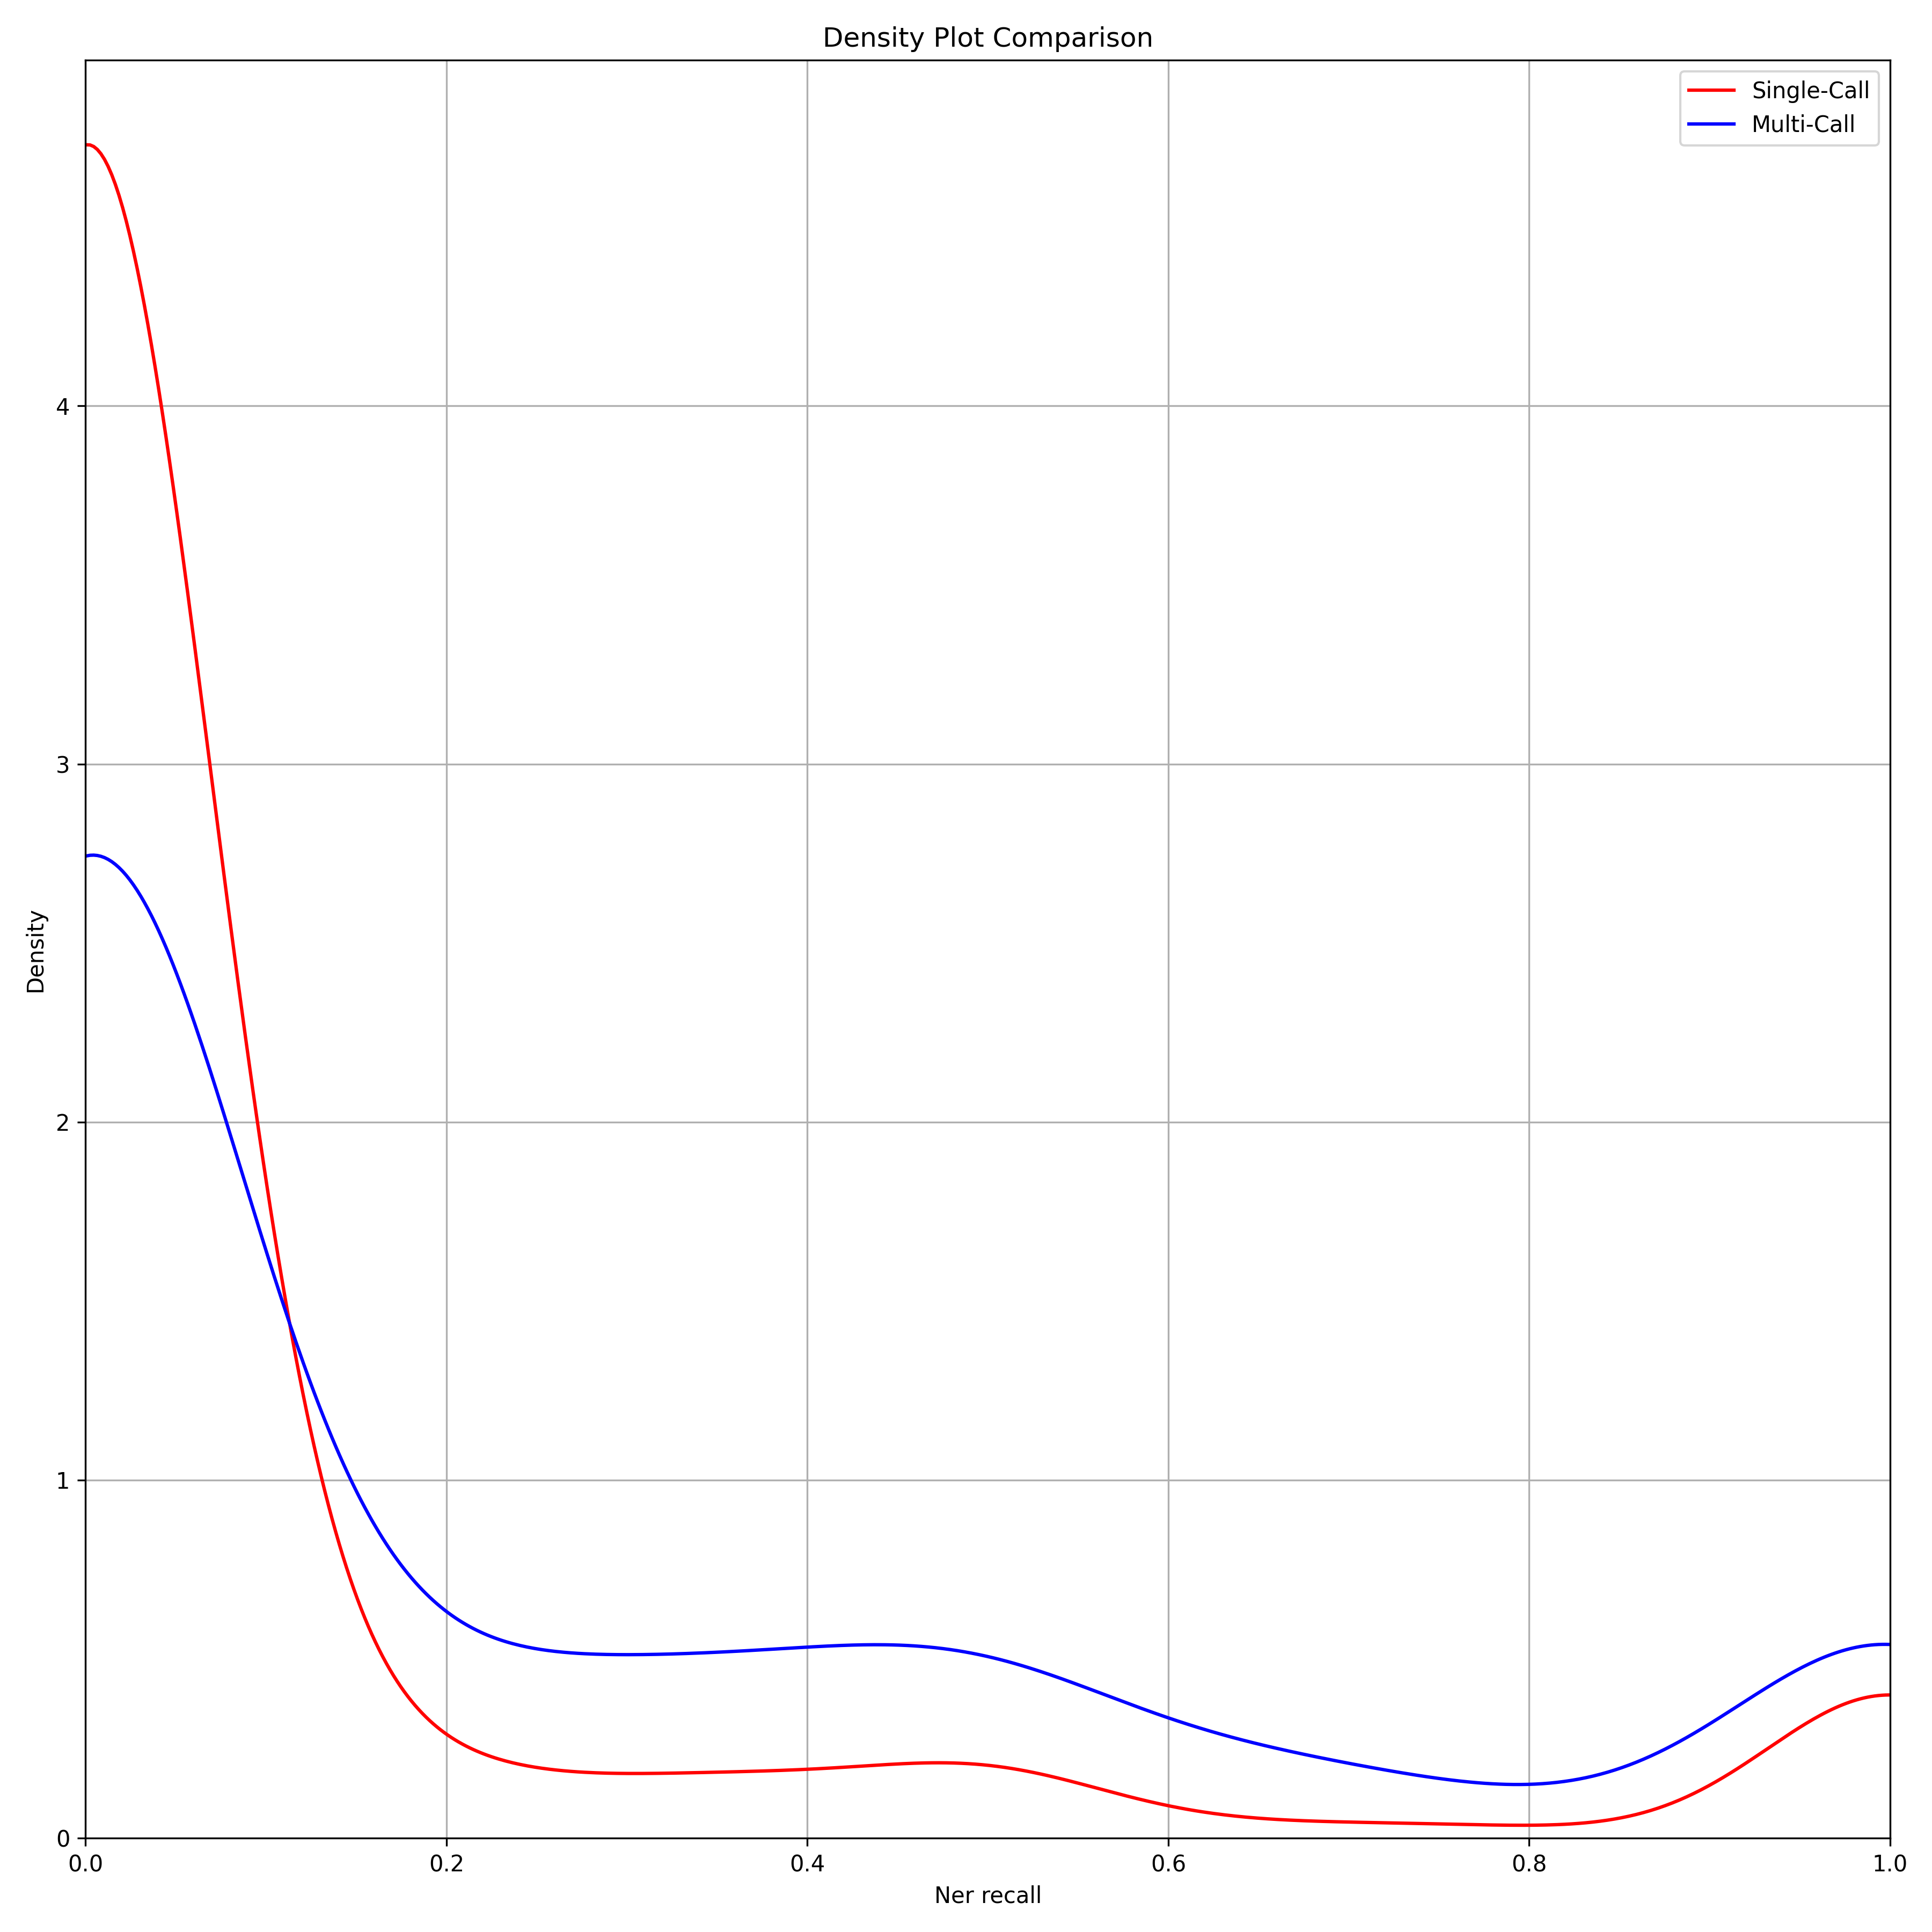 Density Plot Comparison
Single-Call
Multi-Call
4
3
2
1
0
Density
0.0 0.2 0.4 0.6 0.8 1.0
Ner recall